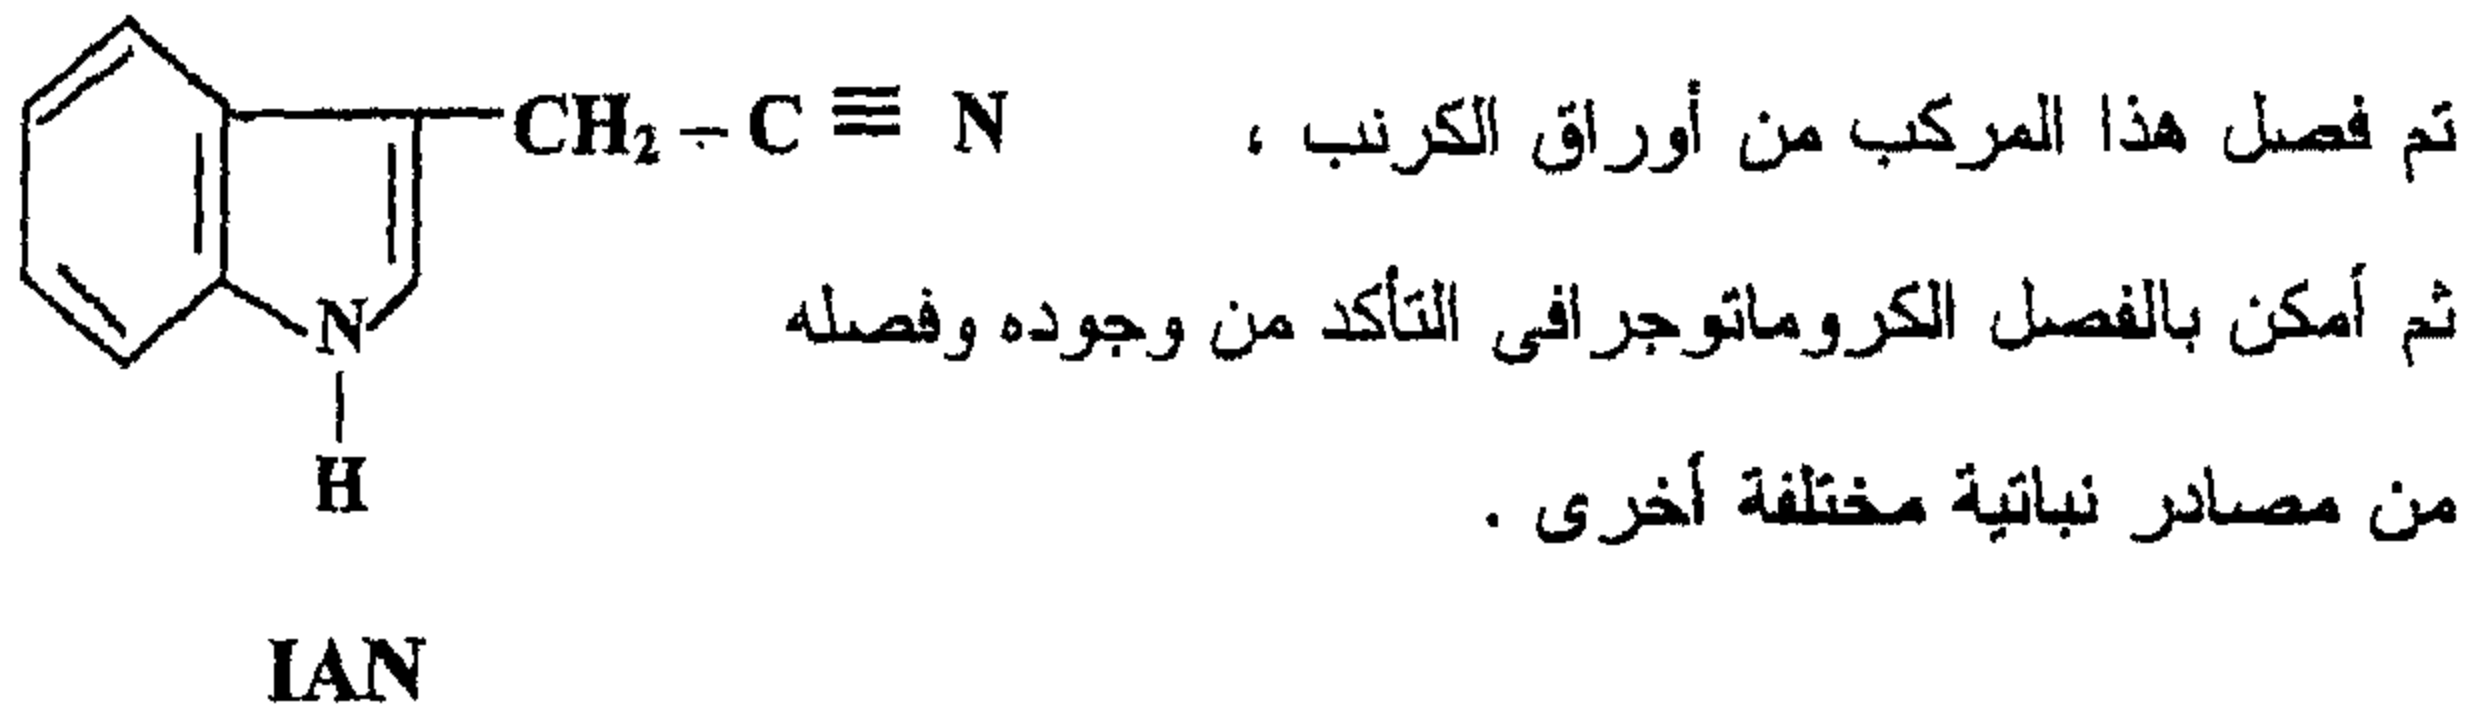 CH₂ - C ≡ N
تم فصل هذا المركب من أوراق الكرنب ،
ثم أمكن بالفصل الكروماتوجرافى التأكد من وجوده وفصله
N
H
من مصادر نباتية مختلفة أخرى .
IAN